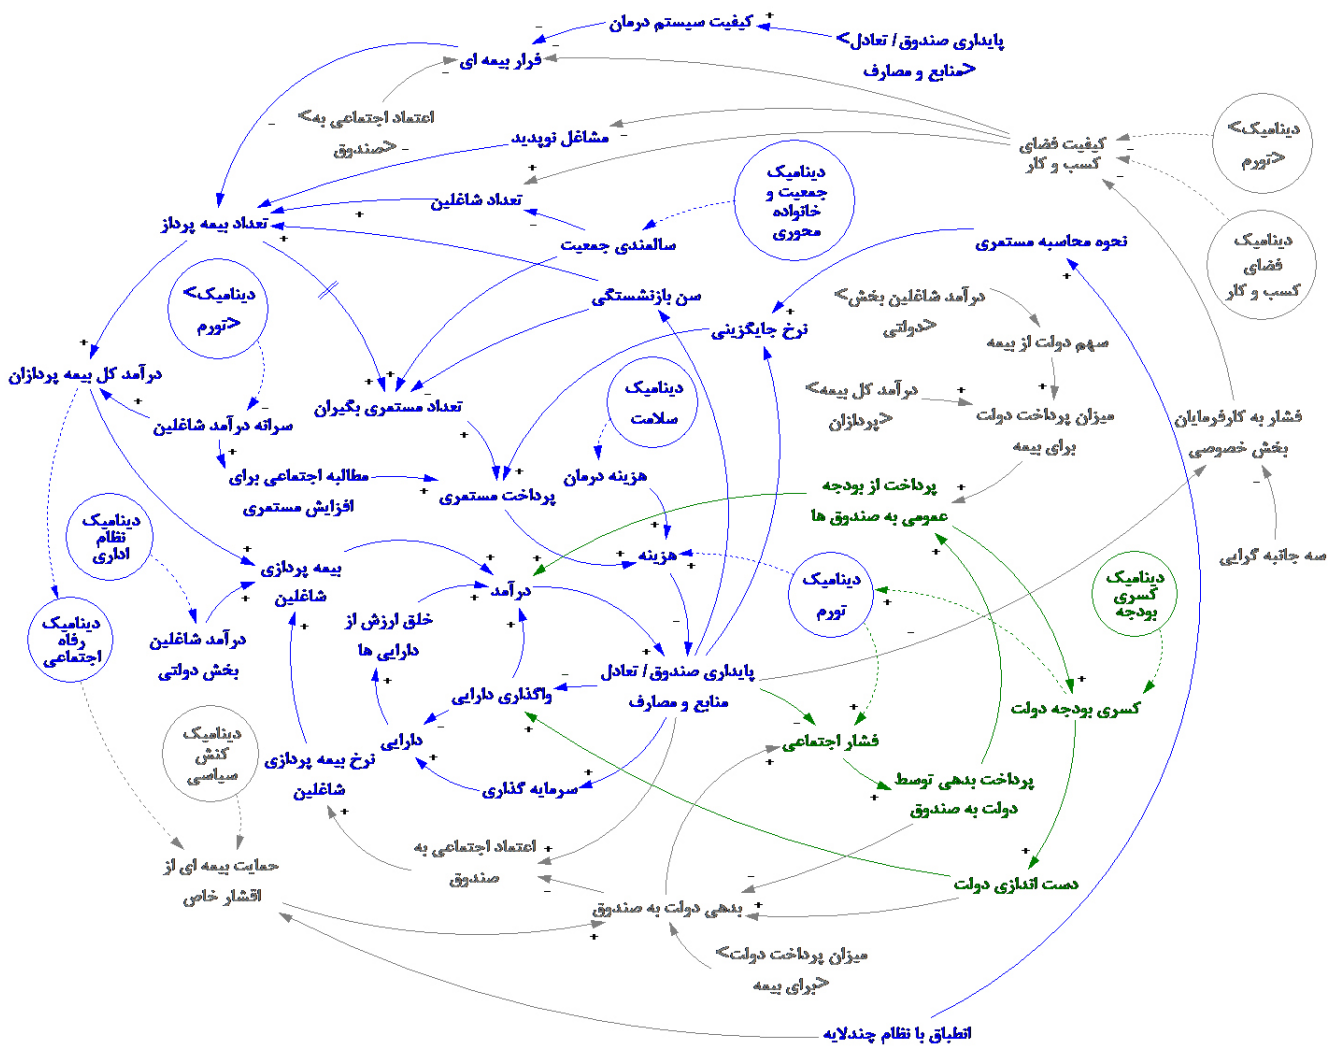 کیفیت سیستم درمان
پایداری صندوق/ تعادل>
<منابع و مصارف
فرار بیمه ای
اعتماد اجتماعی به>
<صندوق
مشاغل نوپدید
کیفیت فضای
کسب و کار
دینامیک>
<تورم
دینامیک
جمعیت و
خانواده
محوری
تعداد شاغلین
تعداد بیمه پرداز
سالمندی جمعیت
نحوه محاسبه مستمری
دینامیک
فضای
کسب و کار
دینامیک>
<تورم
سن بازنشستگی
نرخ جایگزینی
درآمد شاغلین بخش>
<دولتی
سهم دولت از بیمه
درآمد کل بیمه پردازان
تعداد مستمری بگیران
دینامیک
سلامت
درآمد کل بیمه>
<پردازان
میزان پرداخت دولت
برای بیمه
فشار به کارفرمایان
بخش خصوصی
سرانه درآمد شاغلین
مطالبه اجتماعی برای
افزایش مستمری
پرداخت مستمری
هزینه درمان
پرداخت از بودجه
عمومی به صندوق ها
دینامیک
نظام
اداری
بیمه پردازی
شاغلین
هزینه
سه جانبه گرایی
درآمد
دینامیک
تورم
دینامیک
کسری
بودجه
دینامیک
رفاه
اجتماعی
درآمد شاغلین
بخش دولتی
خلق ارزش از
دارایی ها
پایداری صندوق/ تعادل
منابع و مصارف
واگذاری دارایی
کسری بودجه دولت
دینامیک
کنش
سیاسی
دارایی
فشار اجتماعی
نرخ بیمه پردازی
شاغلین
سرمایه گذاری
پرداخت بدهی توسط
دولت به صندوق
حمایت بیمه ای از
اقشار خاص
اعتماد اجتماعی به
صندوق
دست اندازی دولت
بدهی دولت به صندوق
میزان پرداخت دولت>
<برای بیمه
انطباق با نظام چندلایه